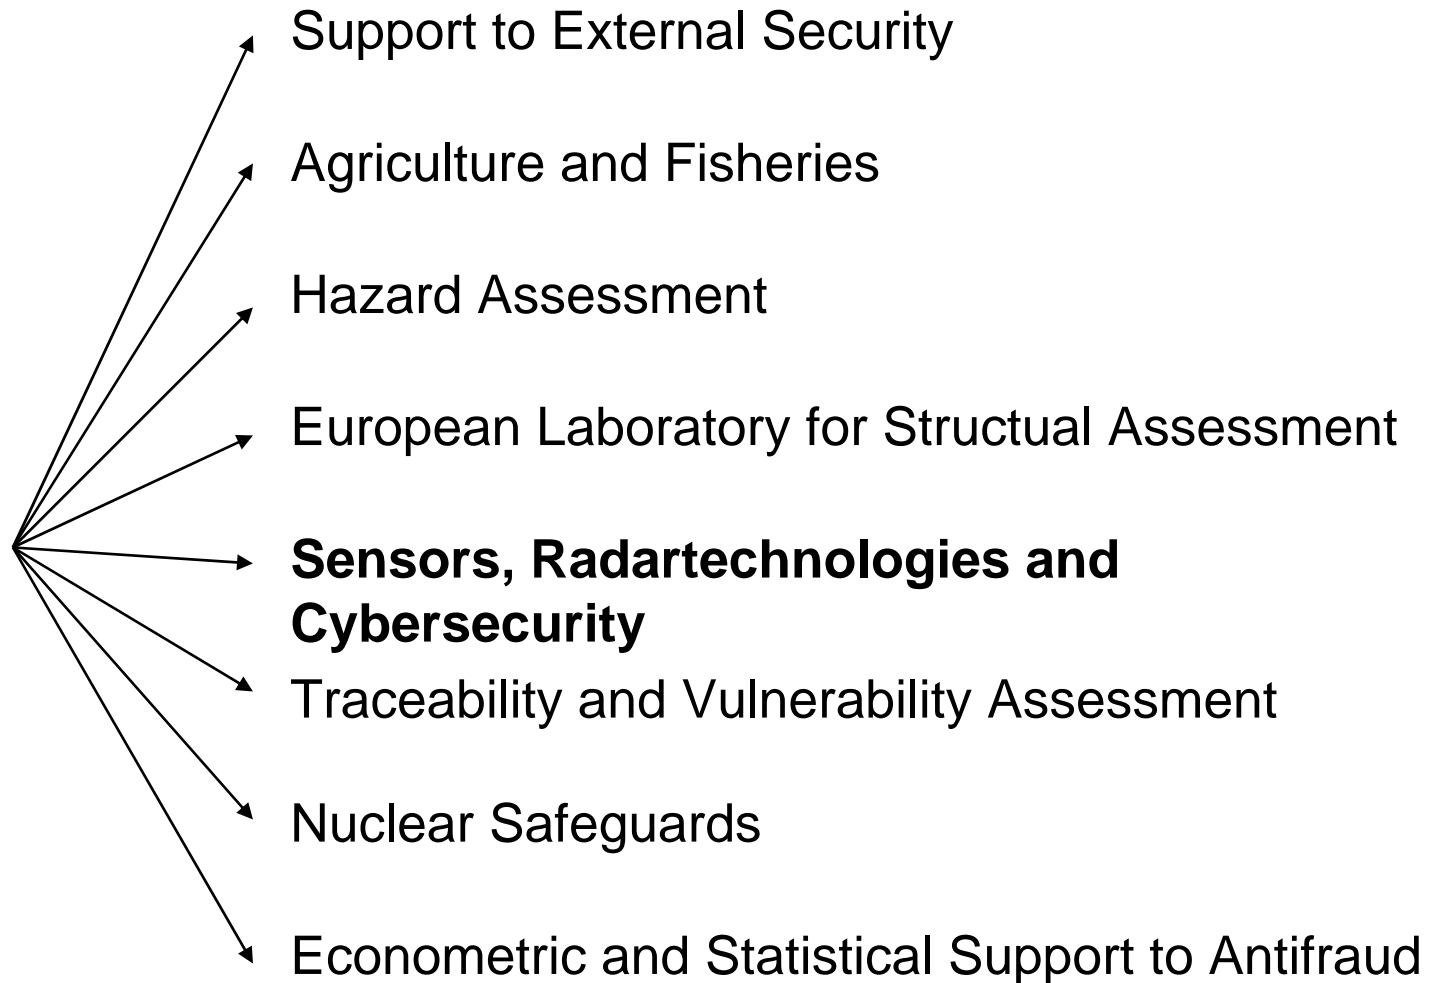 Support to External Security
Agriculture and Fisheries
Hazard Assessment
European Laboratory for Structual Assessment
Sensors, Radartechnologies and
Cybersecurity
Traceability and Vulnerability Assessment
Nuclear Safeguards
Econometric and Statistical Support to Antifraud